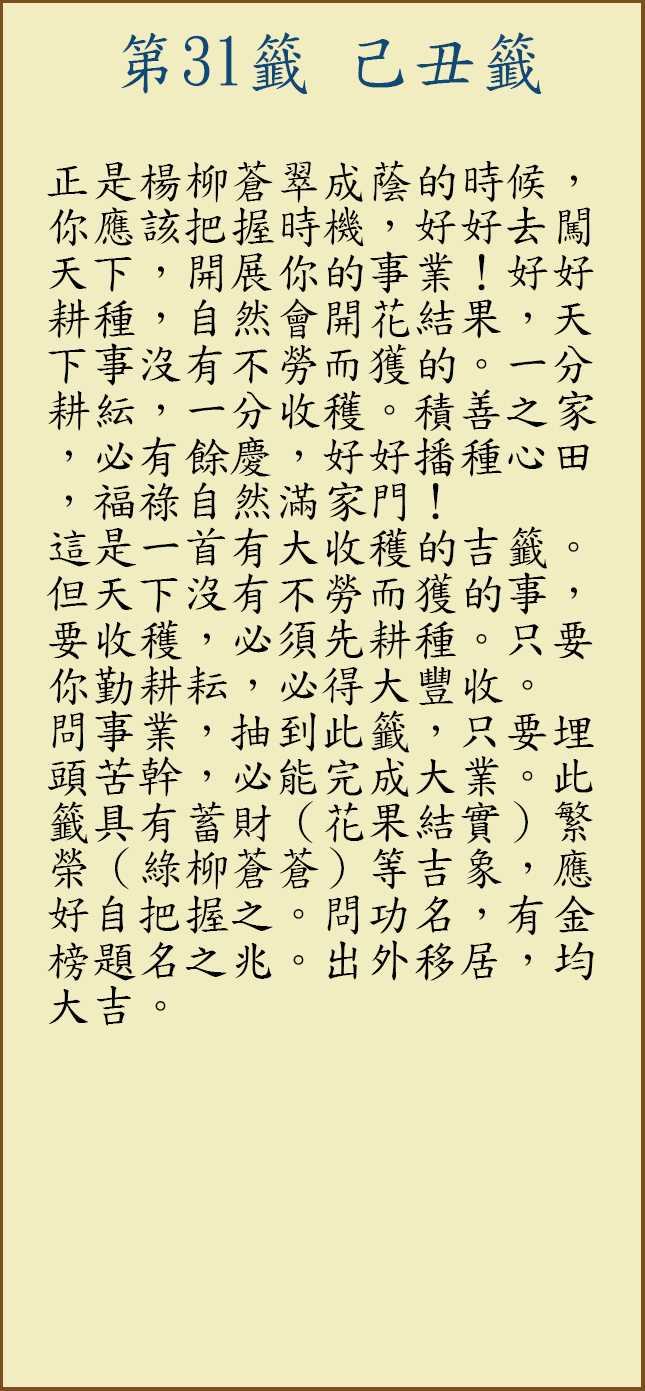 第31籤 己丑籤
正是楊柳蒼翠成蔭的時候，
你應該把握時機，好好去闖
天下，開展你的事業！好好
耕種，自然會開花結果，天
下事沒有不勞而獲的。一分
耕紜，一分收穫。積善之家
，必有餘慶，好好播種心田
，福祿自然滿家門！
這是一首有大收穫的吉籤。
但天下沒有不勞而獲的事，
要收穫，必須先耕種。只要
你勤耕耘，必得大豐收。
問事業，抽到此籤，只要埋
頭苦幹，必能完成大業。此
籤具有蓄財（花果結實）繁
榮（綠柳蒼蒼）等吉象，應
好自把握之。問功名，有金
榜題名之兆。出外移居，均
大吉。